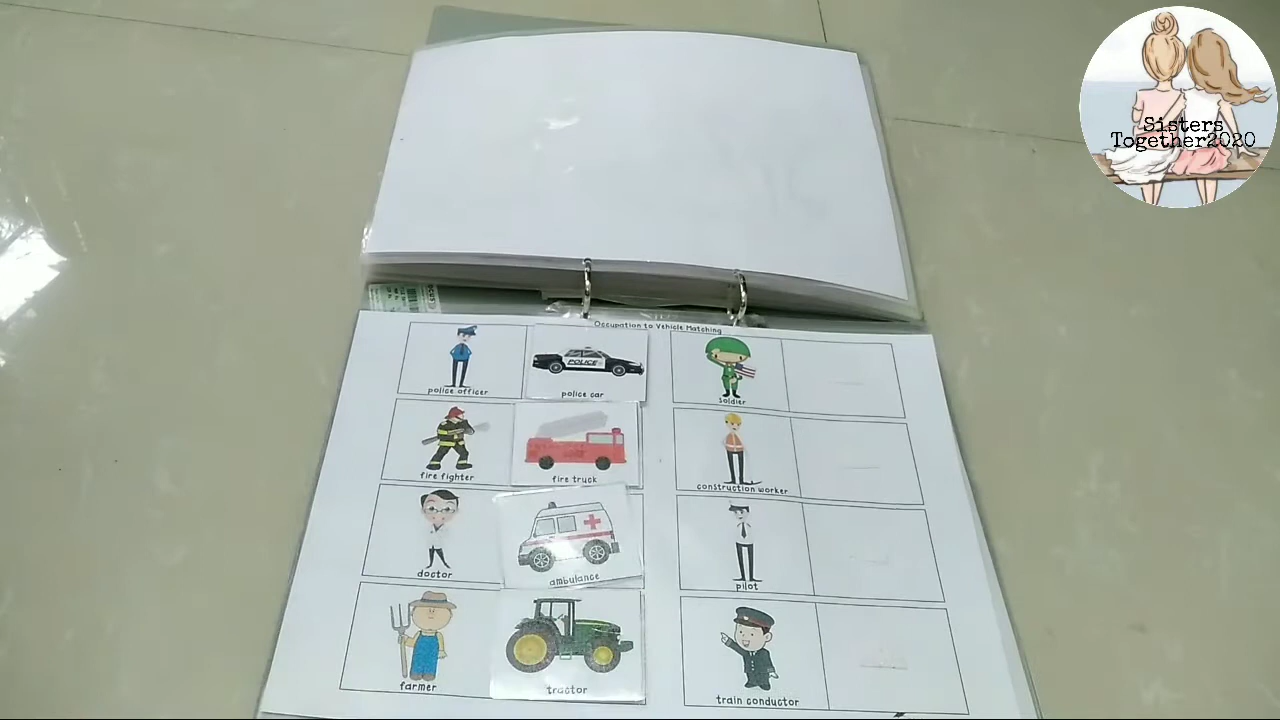 Sisters
Together2020
Occupation to Vehicle Matching
police officer
POLICE
police car
soldier
fire fighter
fire truck
construction worker
doctor
ambulance
pilot
farmer
tractor
train conductor